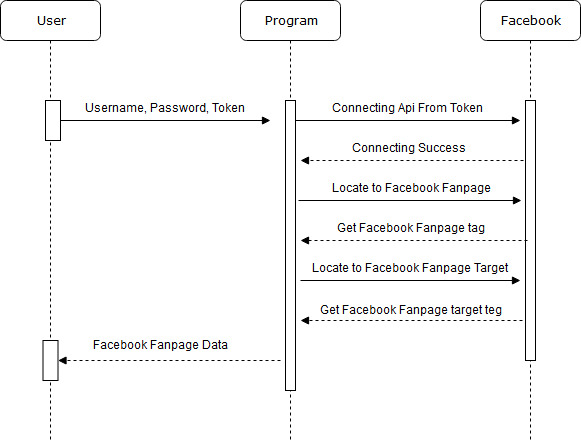 User
Program
Facebook
Username, Password, Token
Connecting Api From Token
Connecting Success
Locate to Facebook Fanpage
Get Facebook Fanpage tag
Locate to Facebook Fanpage Target
Get Facebook Fanpage target teg
Facebook Fanpage Data